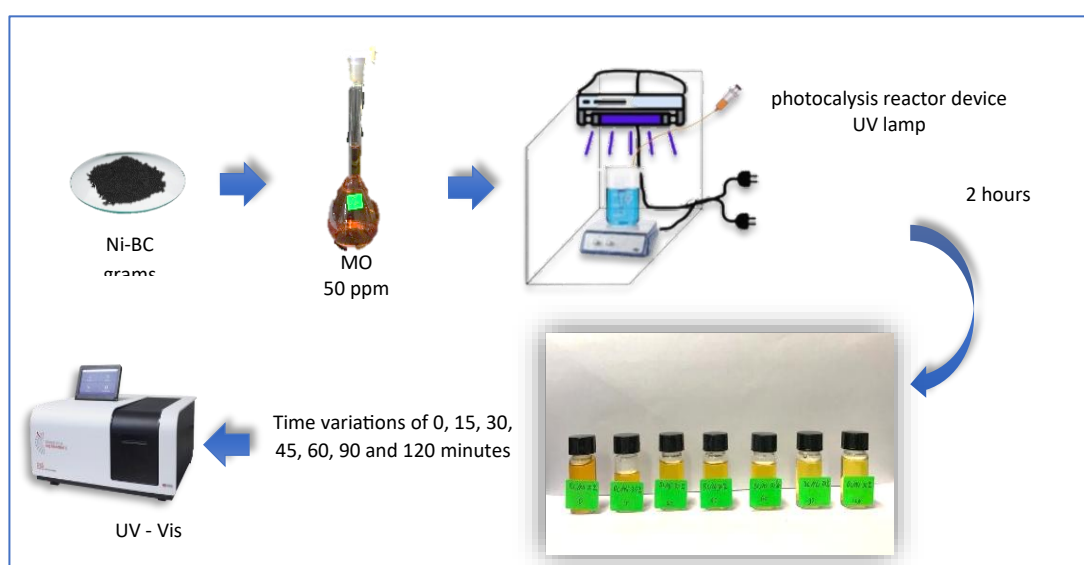 photocalysis reactor device
UV lamp
2 hours
Ni-BC
grams
MO
50 ppm
Time variations of 0, 15, 30,
45, 60, 90 and 120 minutes
UV - Vis